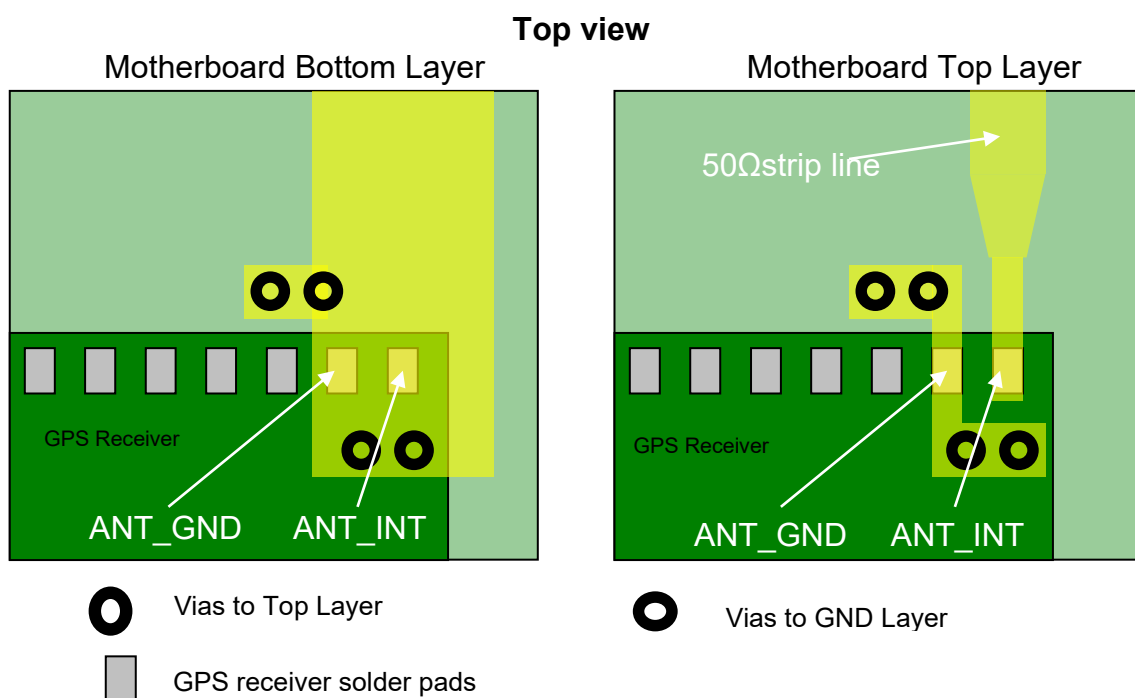 Top view
Motherboard Bottom Layer
Motherboard Top Layer
50Ωstrip line
GPS Receiver
GPS Receiver
ANT_GND
ANT_INT
ANT_GND
ANT_INT
Vias to Top Layer
Vias to GND Layer
GPS receiver solder pads